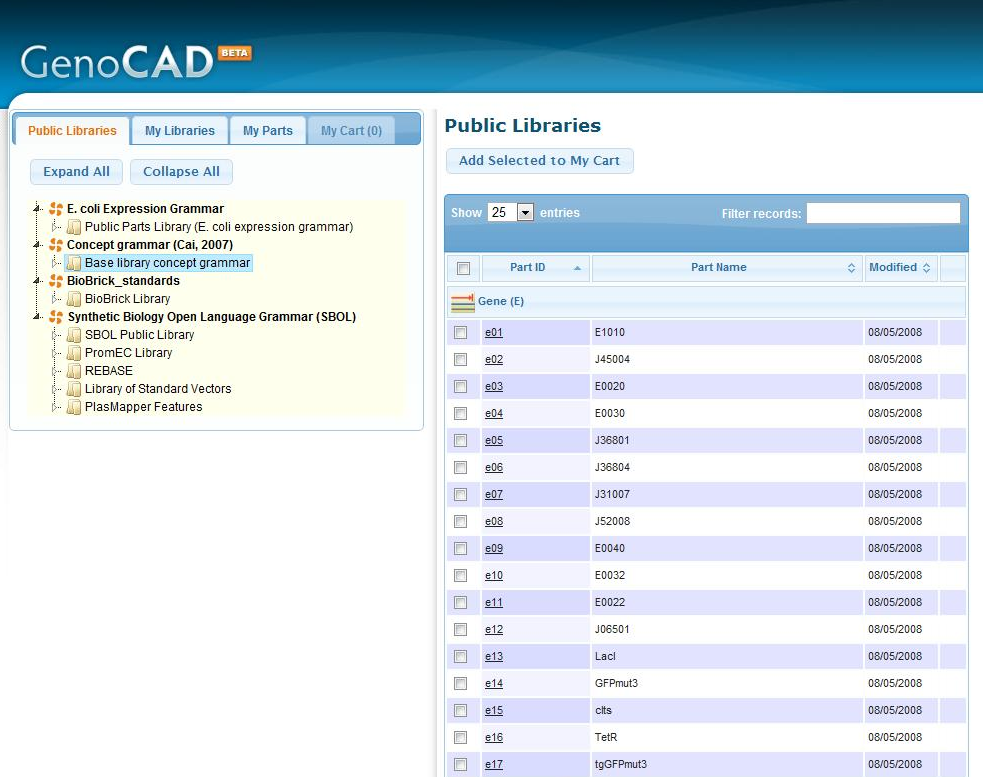 GenoCAD BETA
Public Libraries My Libraries My Parts My Cart (0)
Expand All Collapse All
E. coli Expression Grammar
Public Parts Library (E. coli expression grammar)
Concept grammar (Cai, 2007)
Base library concept grammar
BioBrick_standards
BioBrick Library
Synthetic Biology Open Language Grammar (SBOL)
SBOL Public Library
PromEC Library
REBASE
Library of Standard Vectors
PlasMapper Features
Public Libraries
Add Selected to My Cart
Show 25 entries Filter records:
Part ID Part Name Modified
Gene (E)
e01 E1010 08/05/2008
e02 J45004 08/05/2008
e03 E0020 08/05/2008
e04 E0030 08/05/2008
e05 J36801 08/05/2008
e06 J36804 08/05/2008
e07 J31007 08/05/2008
e08 J52008 08/05/2008
e09 E0040 08/05/2008
e10 E0032 08/05/2008
e11 E0022 08/05/2008
e12 J06501 08/05/2008
e13 LacI 08/05/2008
e14 GFPmut3 08/05/2008
e15 cIts 08/05/2008
e16 TetR 08/05/2008
e17 tgGFPmut3 08/05/2008